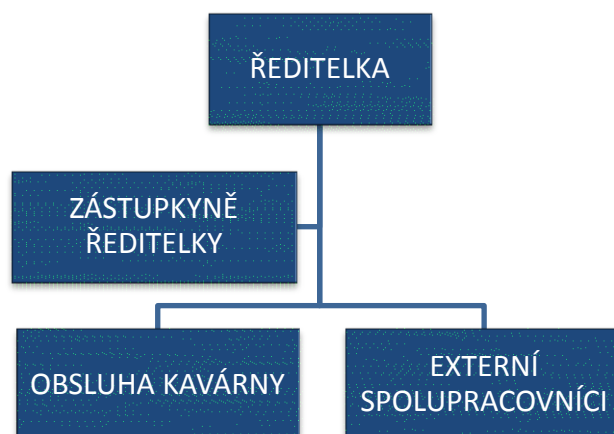 ŘEDITELKA
ZÁSTUPKYNĚ
ŘEDITELKY
OBSLUHA KAVÁRNY
EXTERNÍ
SPOLUPRACOVNÍCI